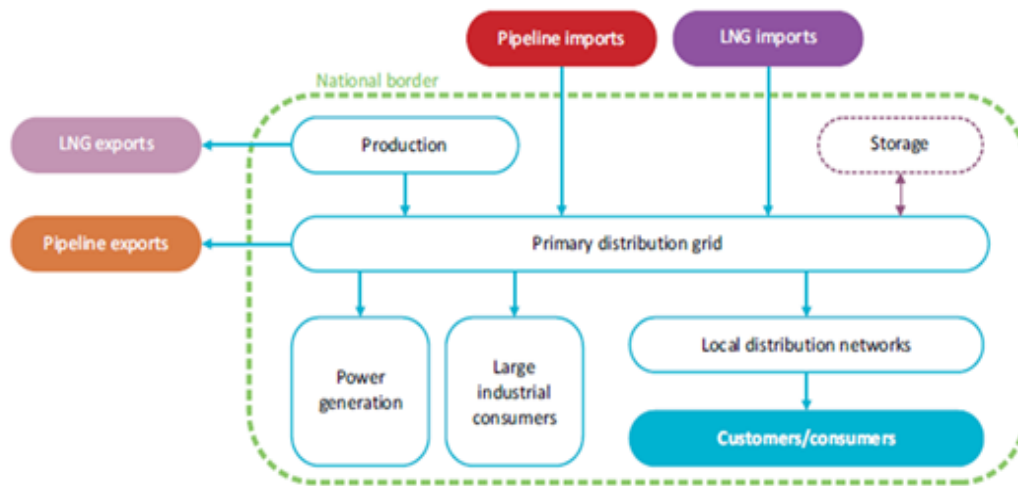 Pipeline imports
LNG imports
National border
LNG exports
Production
Storage
Pipeline exports
Primary distribution grid
Power
generation
Large
industrial
consumers
Local distribution networks
Customers/consumers